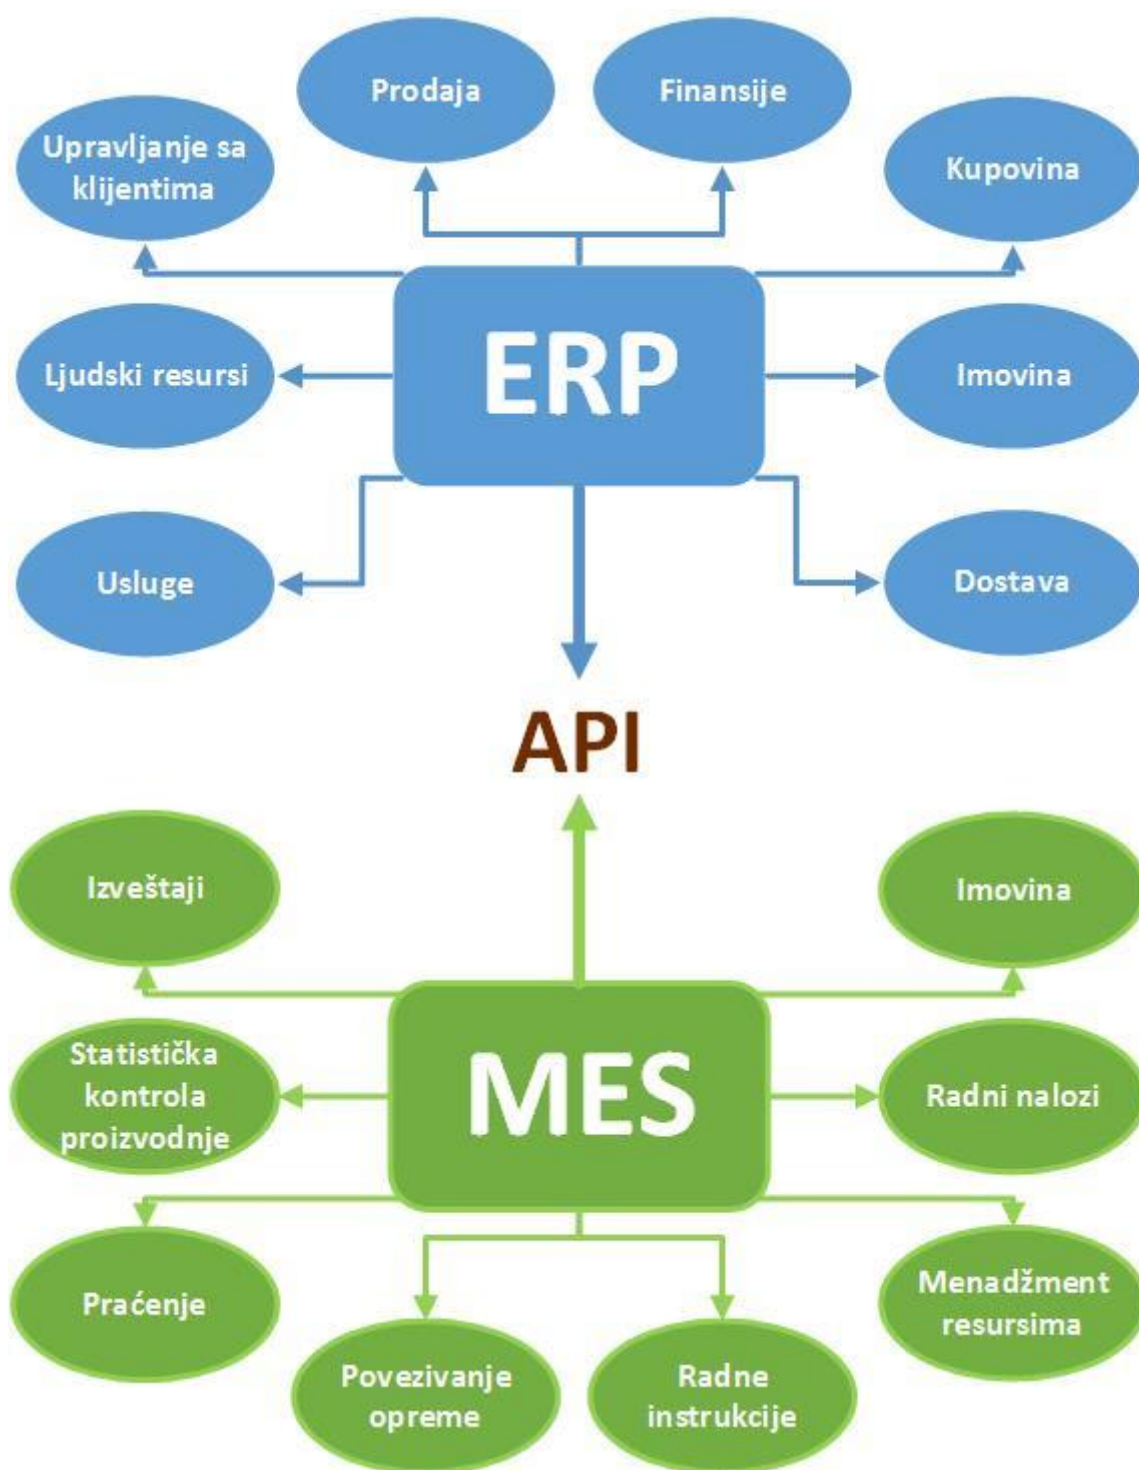 Prodaja
Finansije
Upravljanje sa
klijentima
Kupovina
ERP
Ljudski resursi
Imovina
Usluge
Dostava
API
Izveštaji
Imovina
MES
Statistička
kontrola
proizvodnje
Radni nalozi
Praćenje
Menadžment
resursima
Povezivanje
opreme
Radne
instrukcije